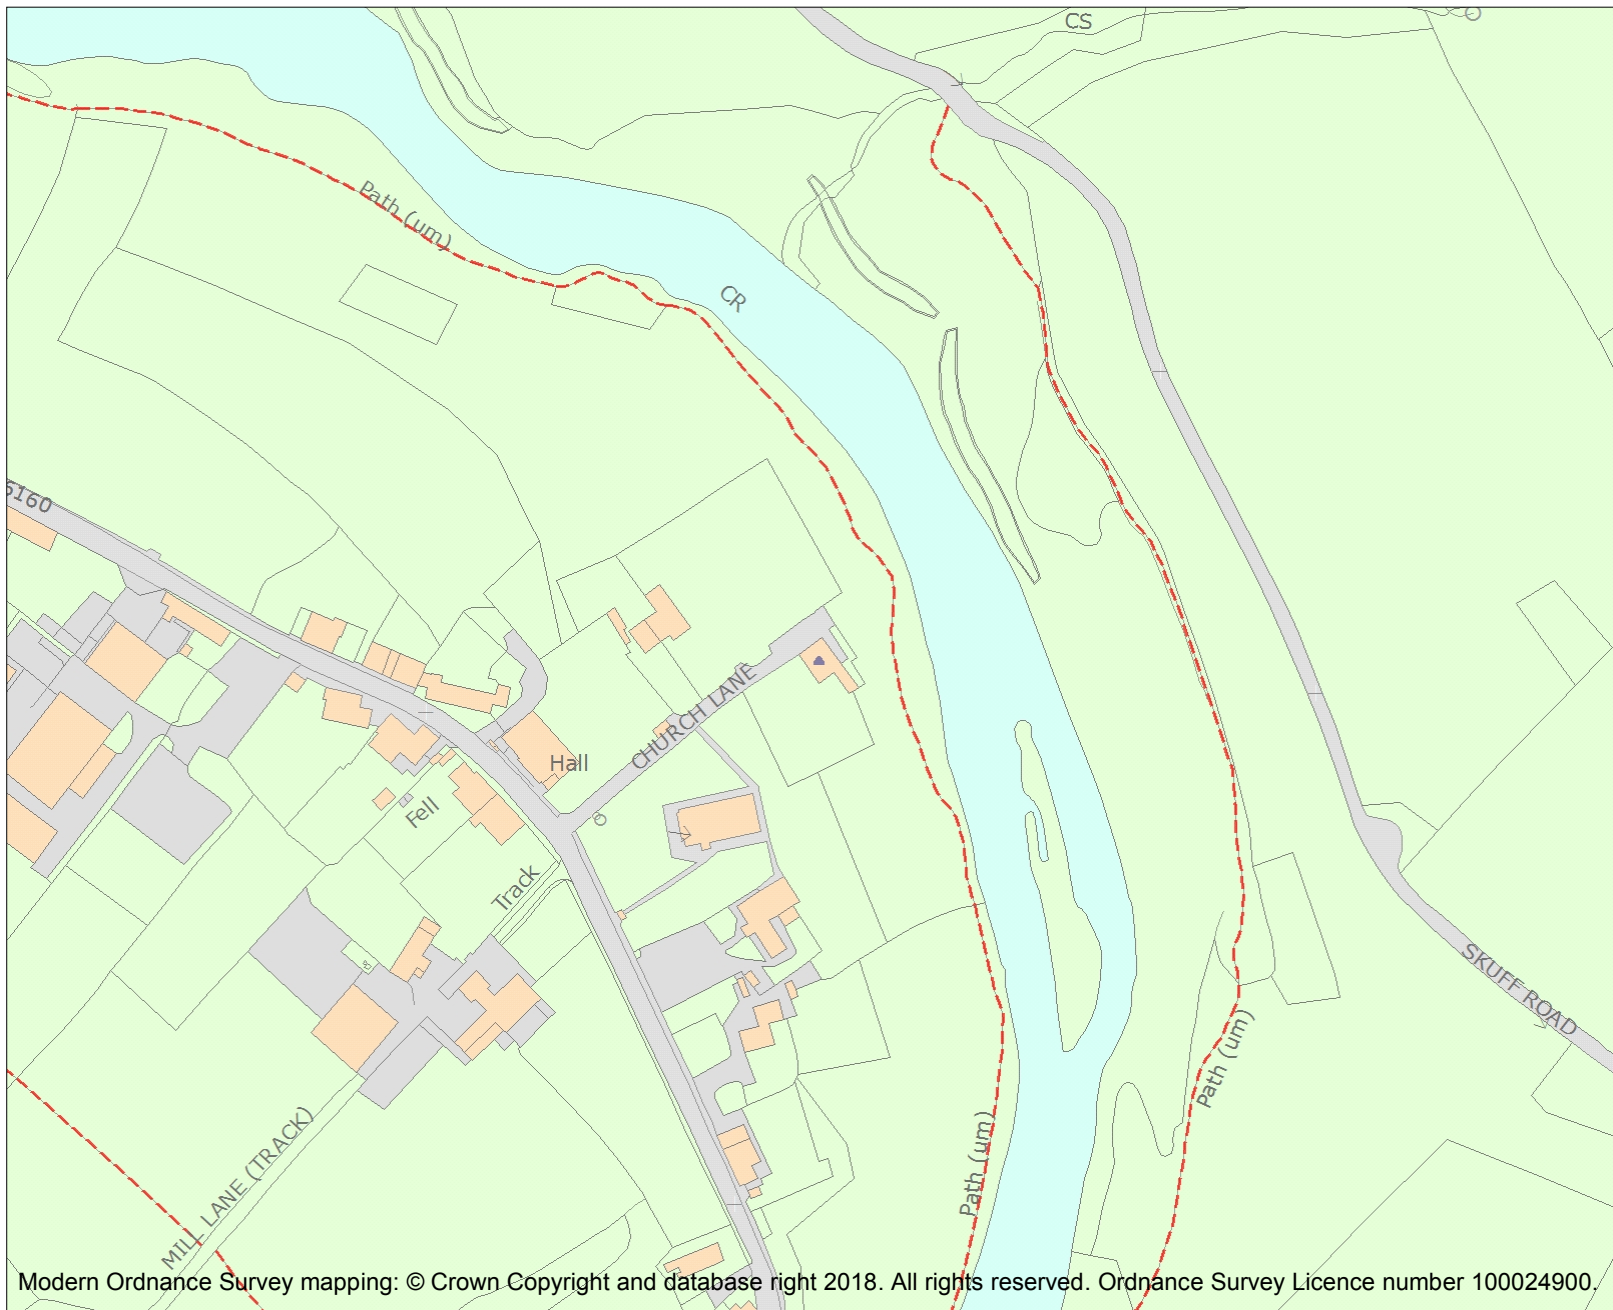 CS
Path (um)
CR
6160
CHURCH LANE
Hall
Fell
Track
SKUFF ROAD
Path (um)
Path (um)
MILL LANE (TRACK)
Modern Ordnance Survey mapping: © Crown Copyright and database right 2018. All rights reserved. Ordnance Survey Licence number 100024900.